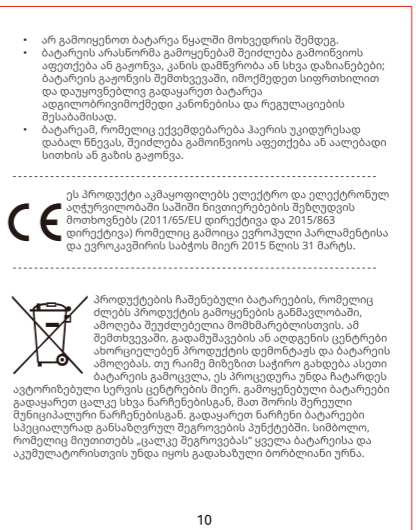 • არ გამოიყენოთ ბატარეა წყალში მოხვედრის შემდეგ.
• ბატარეის არასწორმა გამოყენებამ შეიძლება გამოიწვიოს
აფეთქება ან გაჟონვა, კანის დამწვრობა ან სხვა დაზიანებები;
ბატარეის გაჟონვის შემთხვევაში, იმოქმედეთ სიფრთხილით
და დაუყოვნებლივ გადაყარეთ ბატარეა
ადგილობრივიმოქმედი კანონებისა და რეგულაციების
შესაბამისად.
• ბატარეამ, რომელიც ექვემდებარება ჰაერის უკიდურესად
დაბალ წნევას, შეიძლება გამოიწვიოს აფეთქება ან აალებადი
სითხის ან გაზის გაჟონვა.
ეს პროდუქტი აკმაყოფილებს ელექტრო და ელექტრონულ
აღჭურვილობაში საშიში ნივთიერებების შეზღუდვის
მოთხოვნებს (2011/65/EU დირექტივა და 2015/863
დირექტივა) რომელიც გამოიცა ევროპული პარლამენტისა
და ევროკავშირის საბჭოს მიერ 2015 წლის 31 მარტს.
CE
პროდუქტების ჩაშენებული ბატარეების, რომელიც
ძლებს პროდუქტის გამოყენების განმავლობაში,
ამოღება შეუძლებელია მომხმარებლისთვის. ამ
შემთხვევაში, გადამუშავების ან აღდგენის ცენტრები
ახორციელებენ პროდუქტის დემონტაჟს და ბატარეის
ამოღებას. თუ რაიმე მიზეზით საჭირო გახდება ასეთი
ბატარეის გამოცვლა, ეს პროცედურა უნდა ჩატარდეს
ავტორიზებული სერვის ცენტრების მიერ. გამოყენებული ბატარეები
გადაყარეთ ცალკე სხვა ნარჩენებისგან, მათ შორის შერეული
მუნიციპალური ნარჩენებისგან. გადაყარეთ ნარჩენი ბატარეები
სპეციალურად განსაზღვრულ შეგროვების პუნქტებში. სიმბოლო,
რომელიც მიუთითებს „ცალკე შეგროვებას“ ყველა ბატარეისა და
აკუმულატორისთვის უნდა იყოს გადახაზული ბორბლიანი ურნა.
10